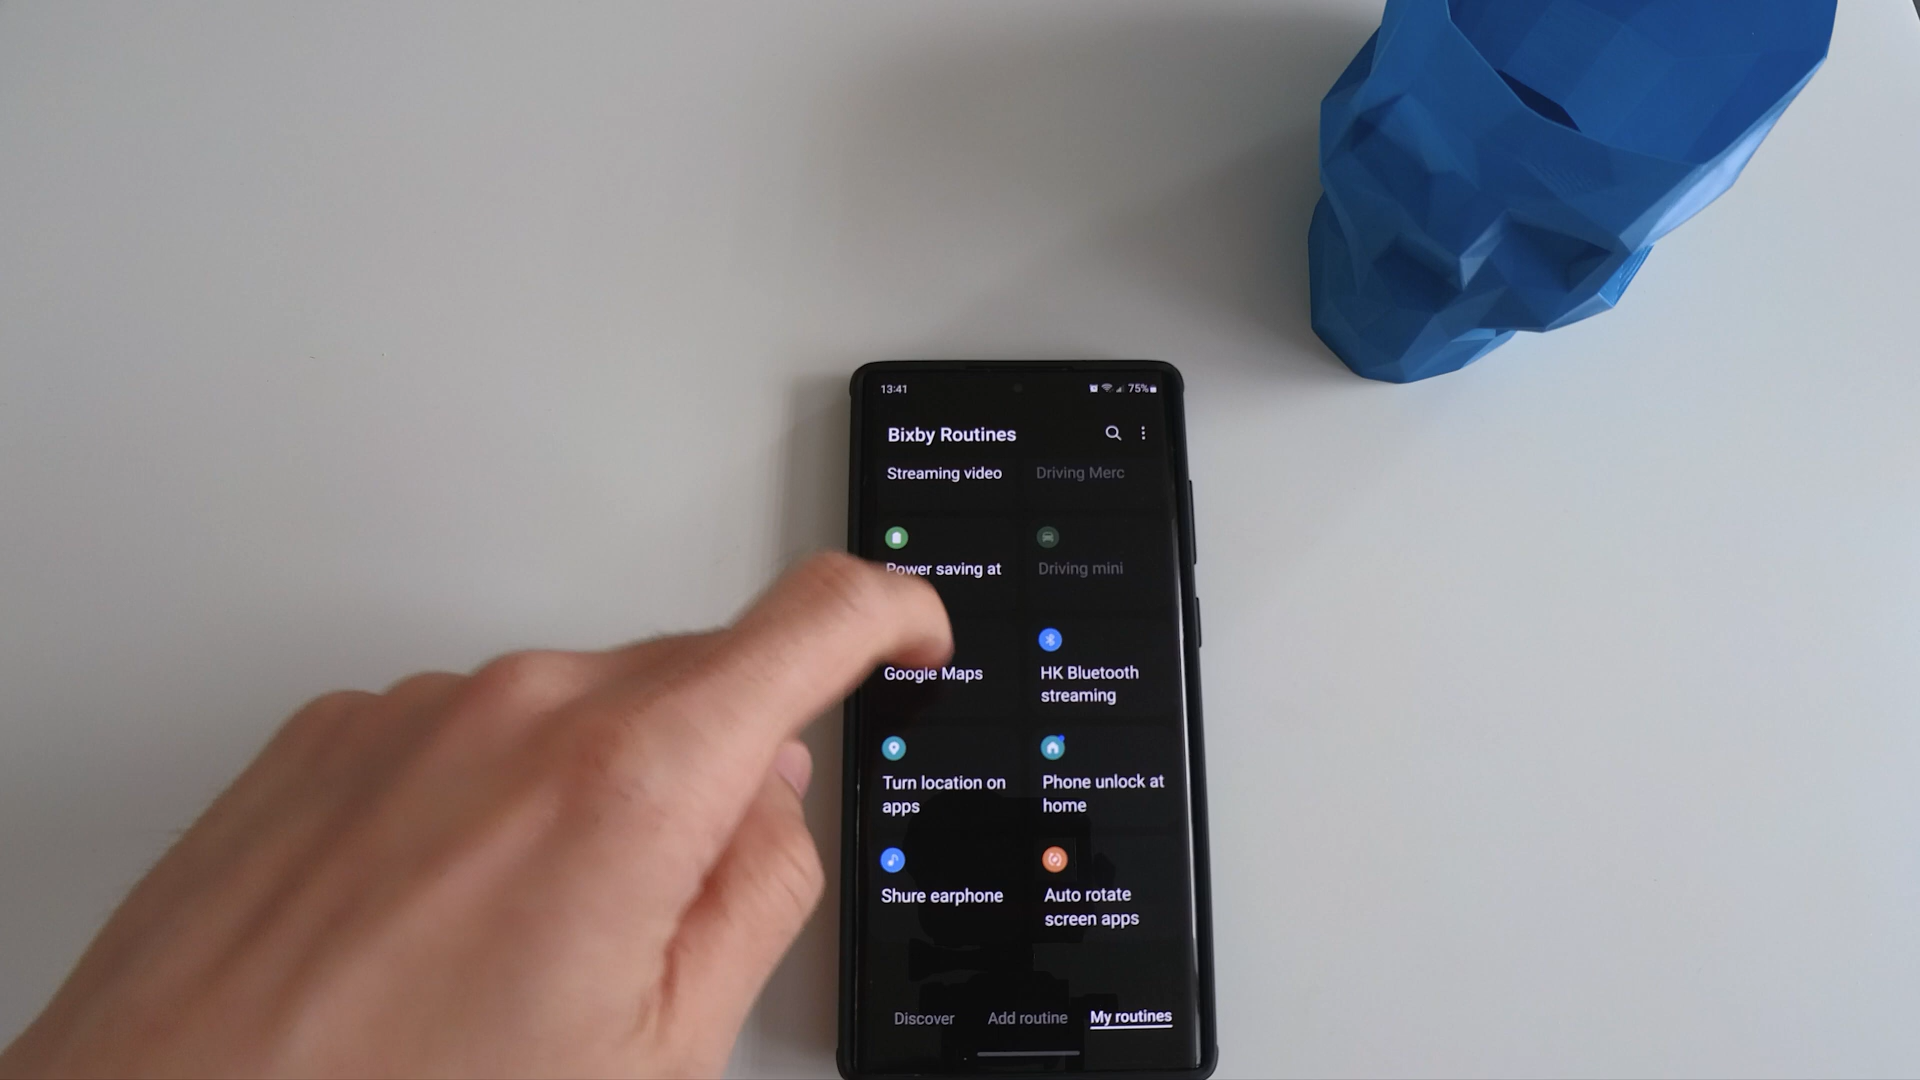 13:41
75%
Bixby Routines
Streaming video
Driving Merc
Power saving at
Driving mini
Google Maps
HK Bluetooth
streaming
Turn location on
apps
Phone unlock at
home
Shure earphone
Auto rotate
screen apps
Discover
Add routine
My routines